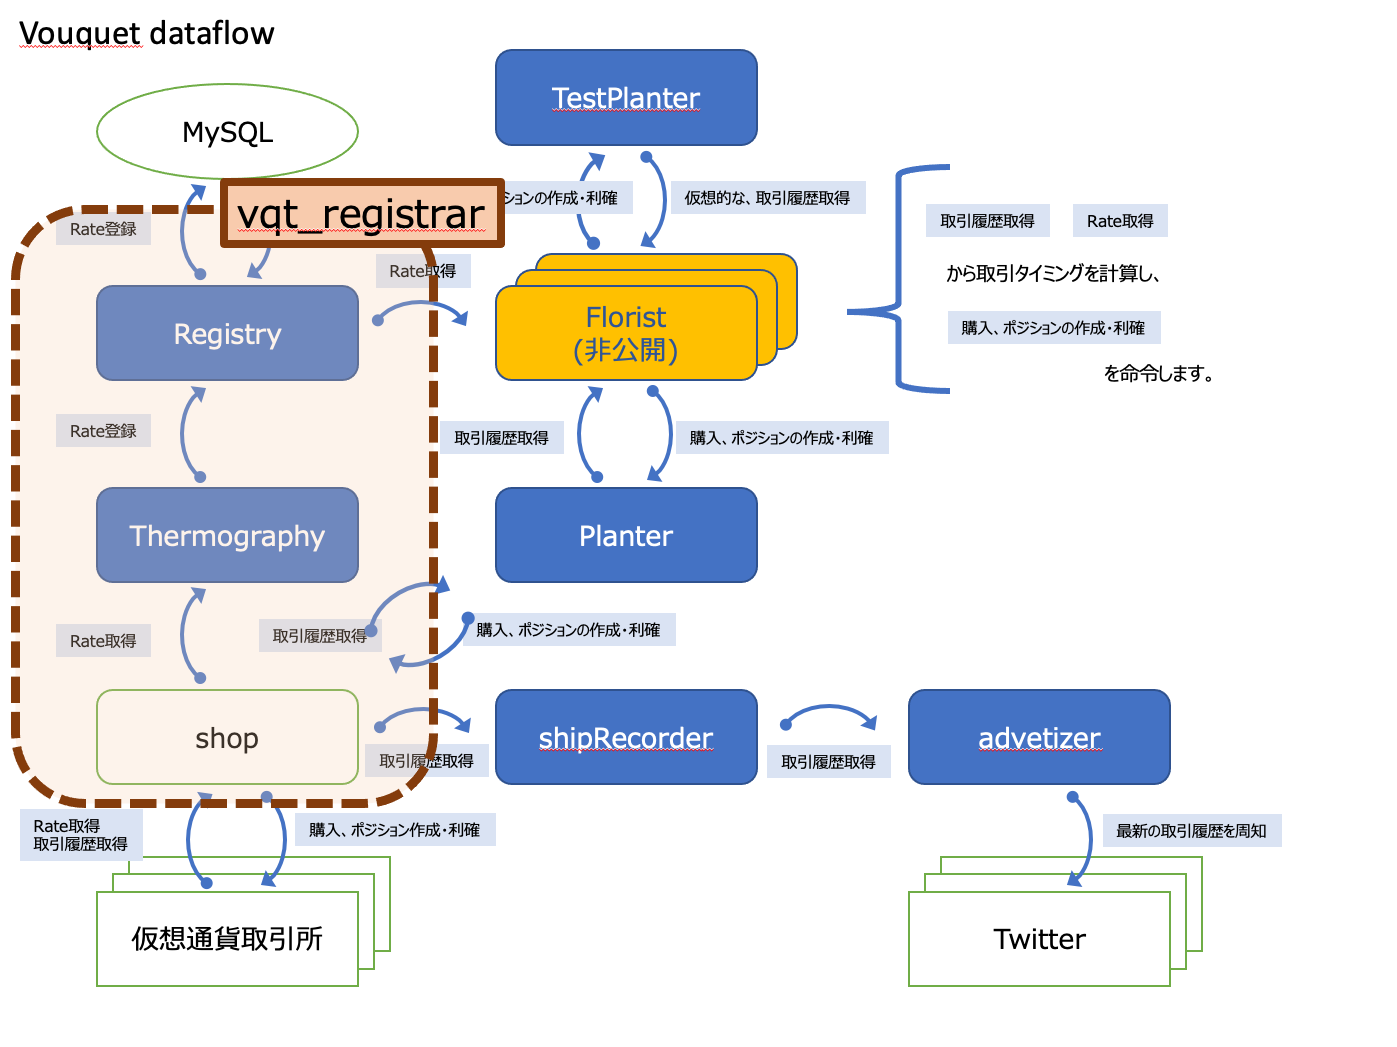 Vouquet dataflow
TestPlanter
MySQL
ションの作成・利確
仮想的な、取引履歴取得
vqt_registrar
Rate登録
取引履歴取得
Rate取得
Rate取得
から取引タイミングを計算し、
Registry
Florist
(非公開)
購入、ポジションの作成・利確
を命令します。
Rate登録
取引履歴取得
購入、ポジションの作成・利確
Thermography
Planter
Rate取得
取引履歴取得
購入、ポジションの作成・利確
shop
shipRecorder
advetizer
取引履歴取得
取引履歴取得
Rate取得
取引履歴取得
購入、ポジション作成・利確
最新の取引履歴を周知
仮想通貨取引所
Twitter